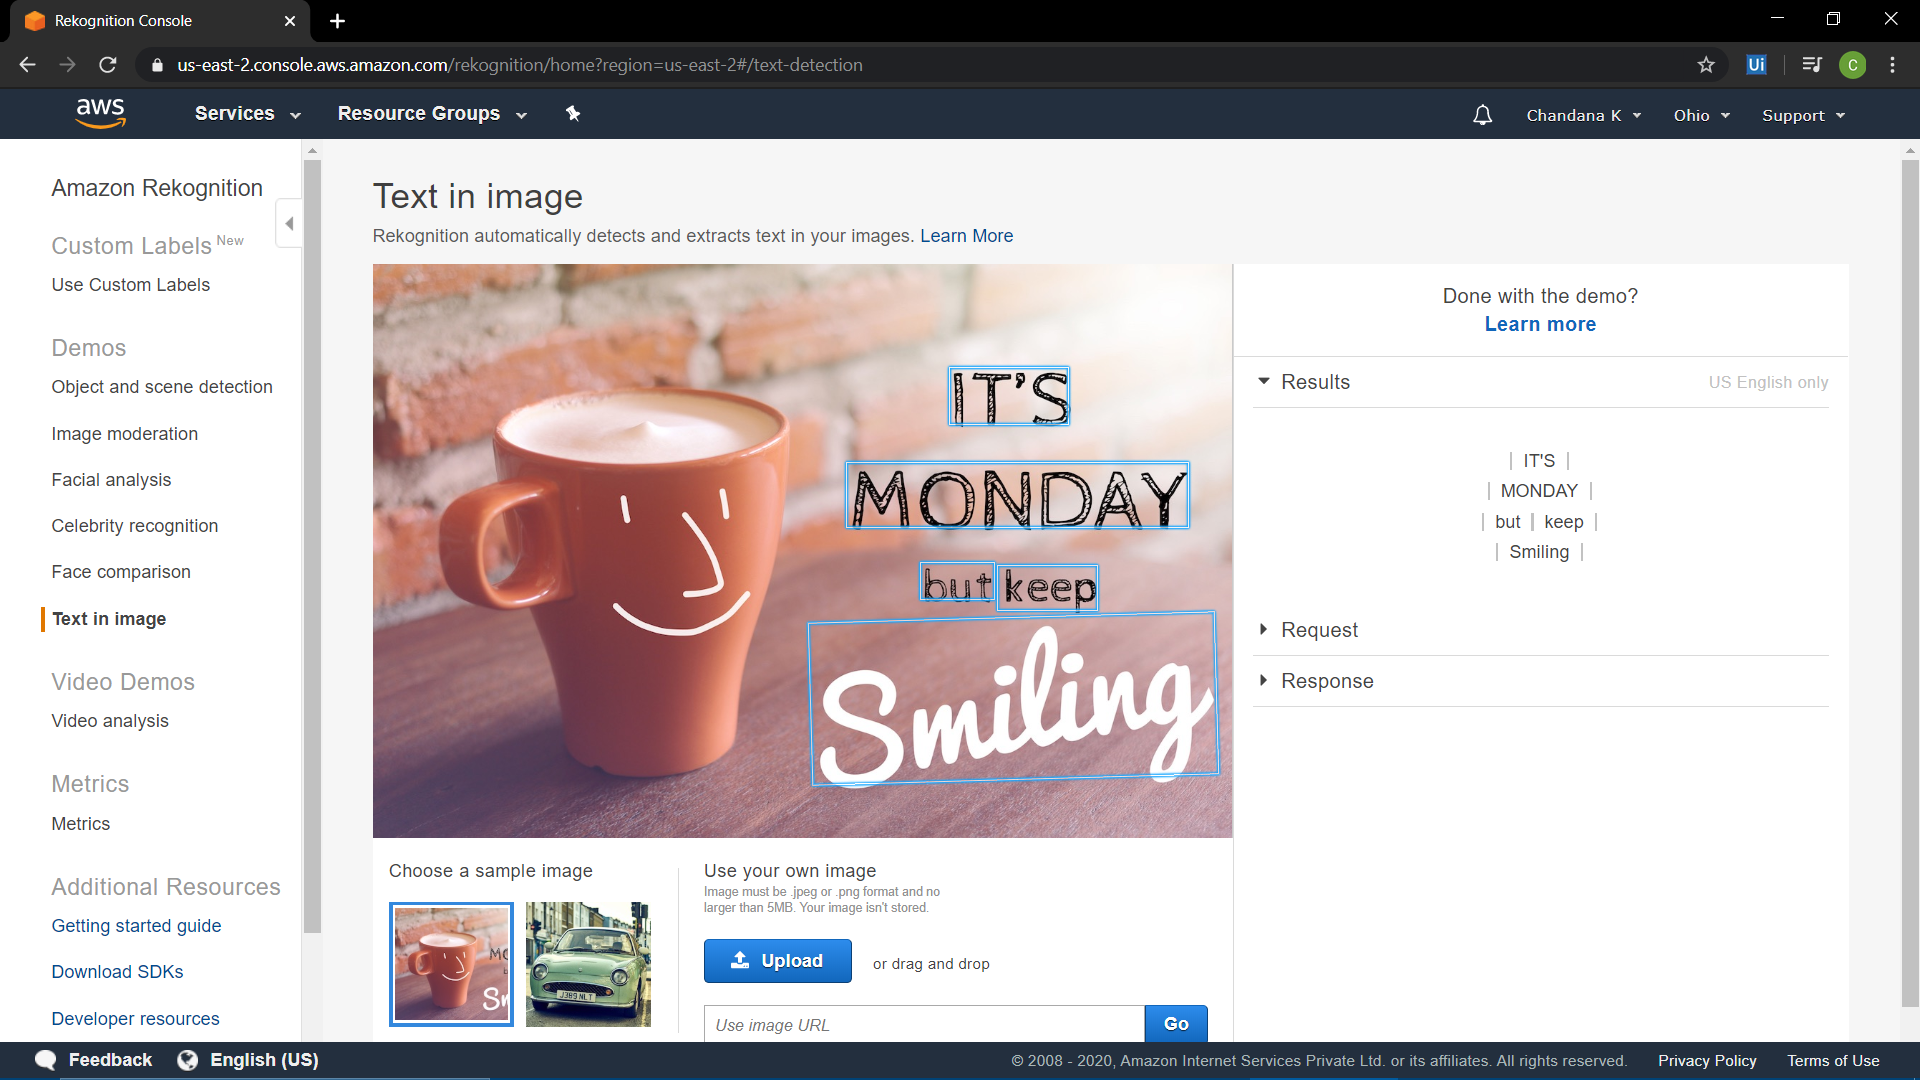 Rekognition Console
us-east-2.console.aws.amazon.com/rekognition/home?region=us-east-2#/text-detection
Ui
C
aws
Services
Resource Groups
Chandana K
Ohio
Support
Amazon Rekognition
Custom Labels New
Use Custom Labels
Demos
Object and scene detection
Image moderation
Facial analysis
Celebrity recognition
Face comparison
Text in image
Video Demos
Video analysis
Metrics
Metrics
Additional Resources
Getting started guide
Download SDKs
Developer resources
Text in image
Rekognition automatically detects and extracts text in your images. Learn More
IT'S
MONDAY
but keep
Smiling
Done with the demo?
Learn more
Results
US English only
| IT'S |
| MONDAY |
| but | keep |
| Smiling |
Request
Response
Choose a sample image
J389 NLT
Use your own image
Image must be .jpeg or .png format and no
larger than 5MB. Your image isn't stored.
Upload
or drag and drop
Use image URL
Go
Feedback
English (US)
© 2008 - 2020, Amazon Internet Services Private Ltd. or its affiliates. All rights reserved.
Privacy Policy
Terms of Use